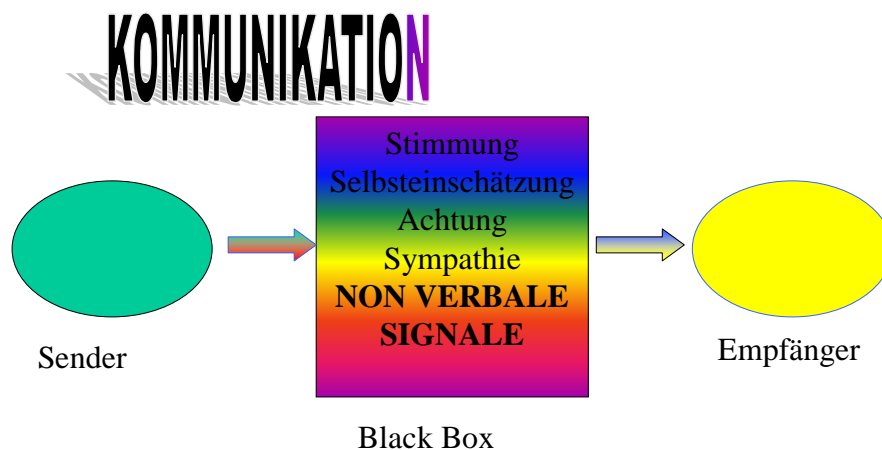 KOMMUNIKATION
Stimmung
Selbsteinschätzung
Achtung
Sympathie
NON VERBALE
SIGNALE
Sender
Empfänger
Black Box